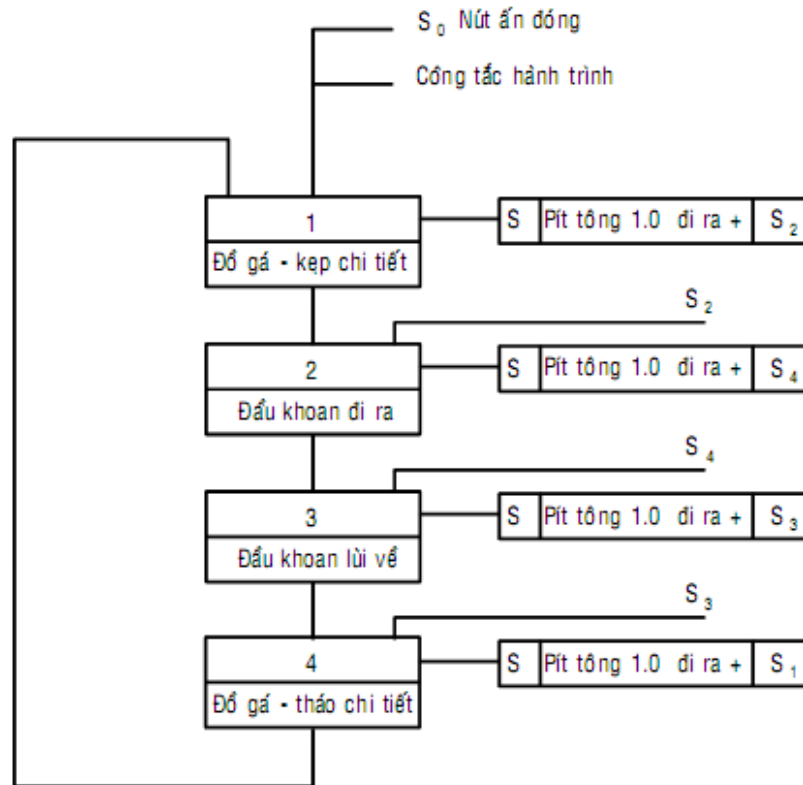 S₀ Nút ấn đóng
Công tắc hành trình
1
Đồ gá - kẹp chi tiết
S Pít tông 1.0 đi ra + S₂
S₂
2
Đầu khoan đi ra
S Pít tông 1.0 đi ra + S₄
S₄
3
Đầu khoan lùi về
S Pít tông 1.0 đi ra + S₃
S₃
4
Đồ gá - tháo chi tiết
S Pít tông 1.0 đi ra + S₁